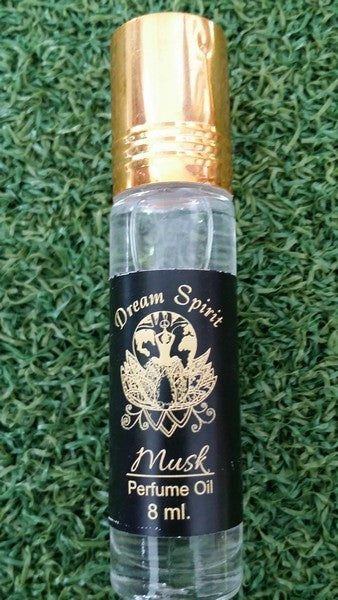 Dream Spirit
Musk
Perfume Oil
8 ml.